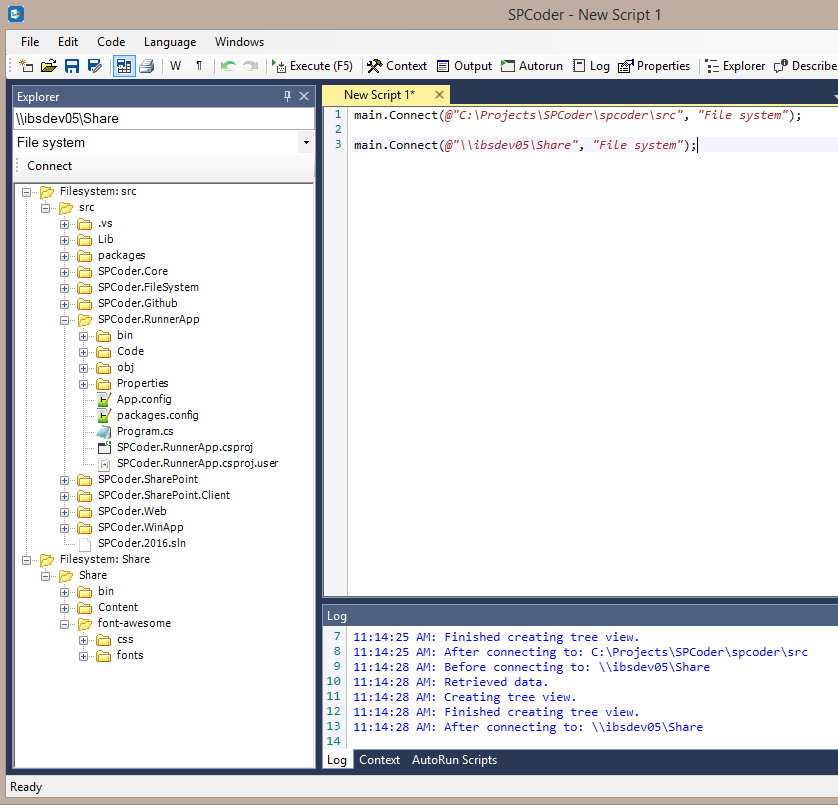 SPCoder - New Script 1
File Edit Code Language Windows
W ¶ Execute (F5) Context Output Autorun Log Properties Explorer Describe
Explorer
\\ibsdev05\Share
File system
Connect
Filesystem: src
src
.vs
Lib
packages
SPCoder.Core
SPCoder.FileSystem
SPCoder.Github
SPCoder.RunnerApp
bin
Code
obj
Properties
App.config
packages.config
Program.cs
SPCoder.RunnerApp.csproj
SPCoder.RunnerApp.csproj.user
SPCoder.SharePoint
SPCoder.SharePoint.Client
SPCoder.Web
SPCoder.WinApp
SPCoder.2016.sln
Filesystem: Share
Share
bin
Content
font-awesome
css
fonts
New Script 1*
1 main.Connect(@"C:\Projects\SPCoder\spcoder\src", "File system");
2
3 main.Connect(@"\\ibsdev05\Share", "File system");
Log
7 11:14:25 AM: Finished creating tree view.
8 11:14:25 AM: After connecting to: C:\Projects\SPCoder\spcoder\src
9 11:14:28 AM: Before connecting to: \\ibsdev05\Share
10 11:14:28 AM: Retrieved data.
11 11:14:28 AM: Creating tree view.
12 11:14:28 AM: Finished creating tree view.
13 11:14:28 AM: After connecting to: \\ibsdev05\Share
14
Log Context AutoRun Scripts
Ready